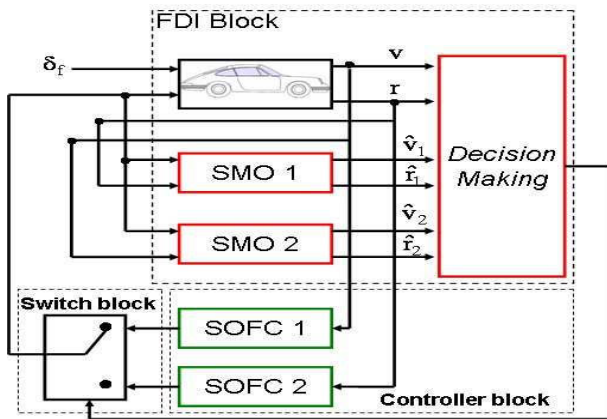 FDI Block
δf
v
r
SMO 1
v̂1
r̂1
Decision Making
SMO 2
v̂2
r̂2
Switch block
SOFC 1
SOFC 2
Controller block